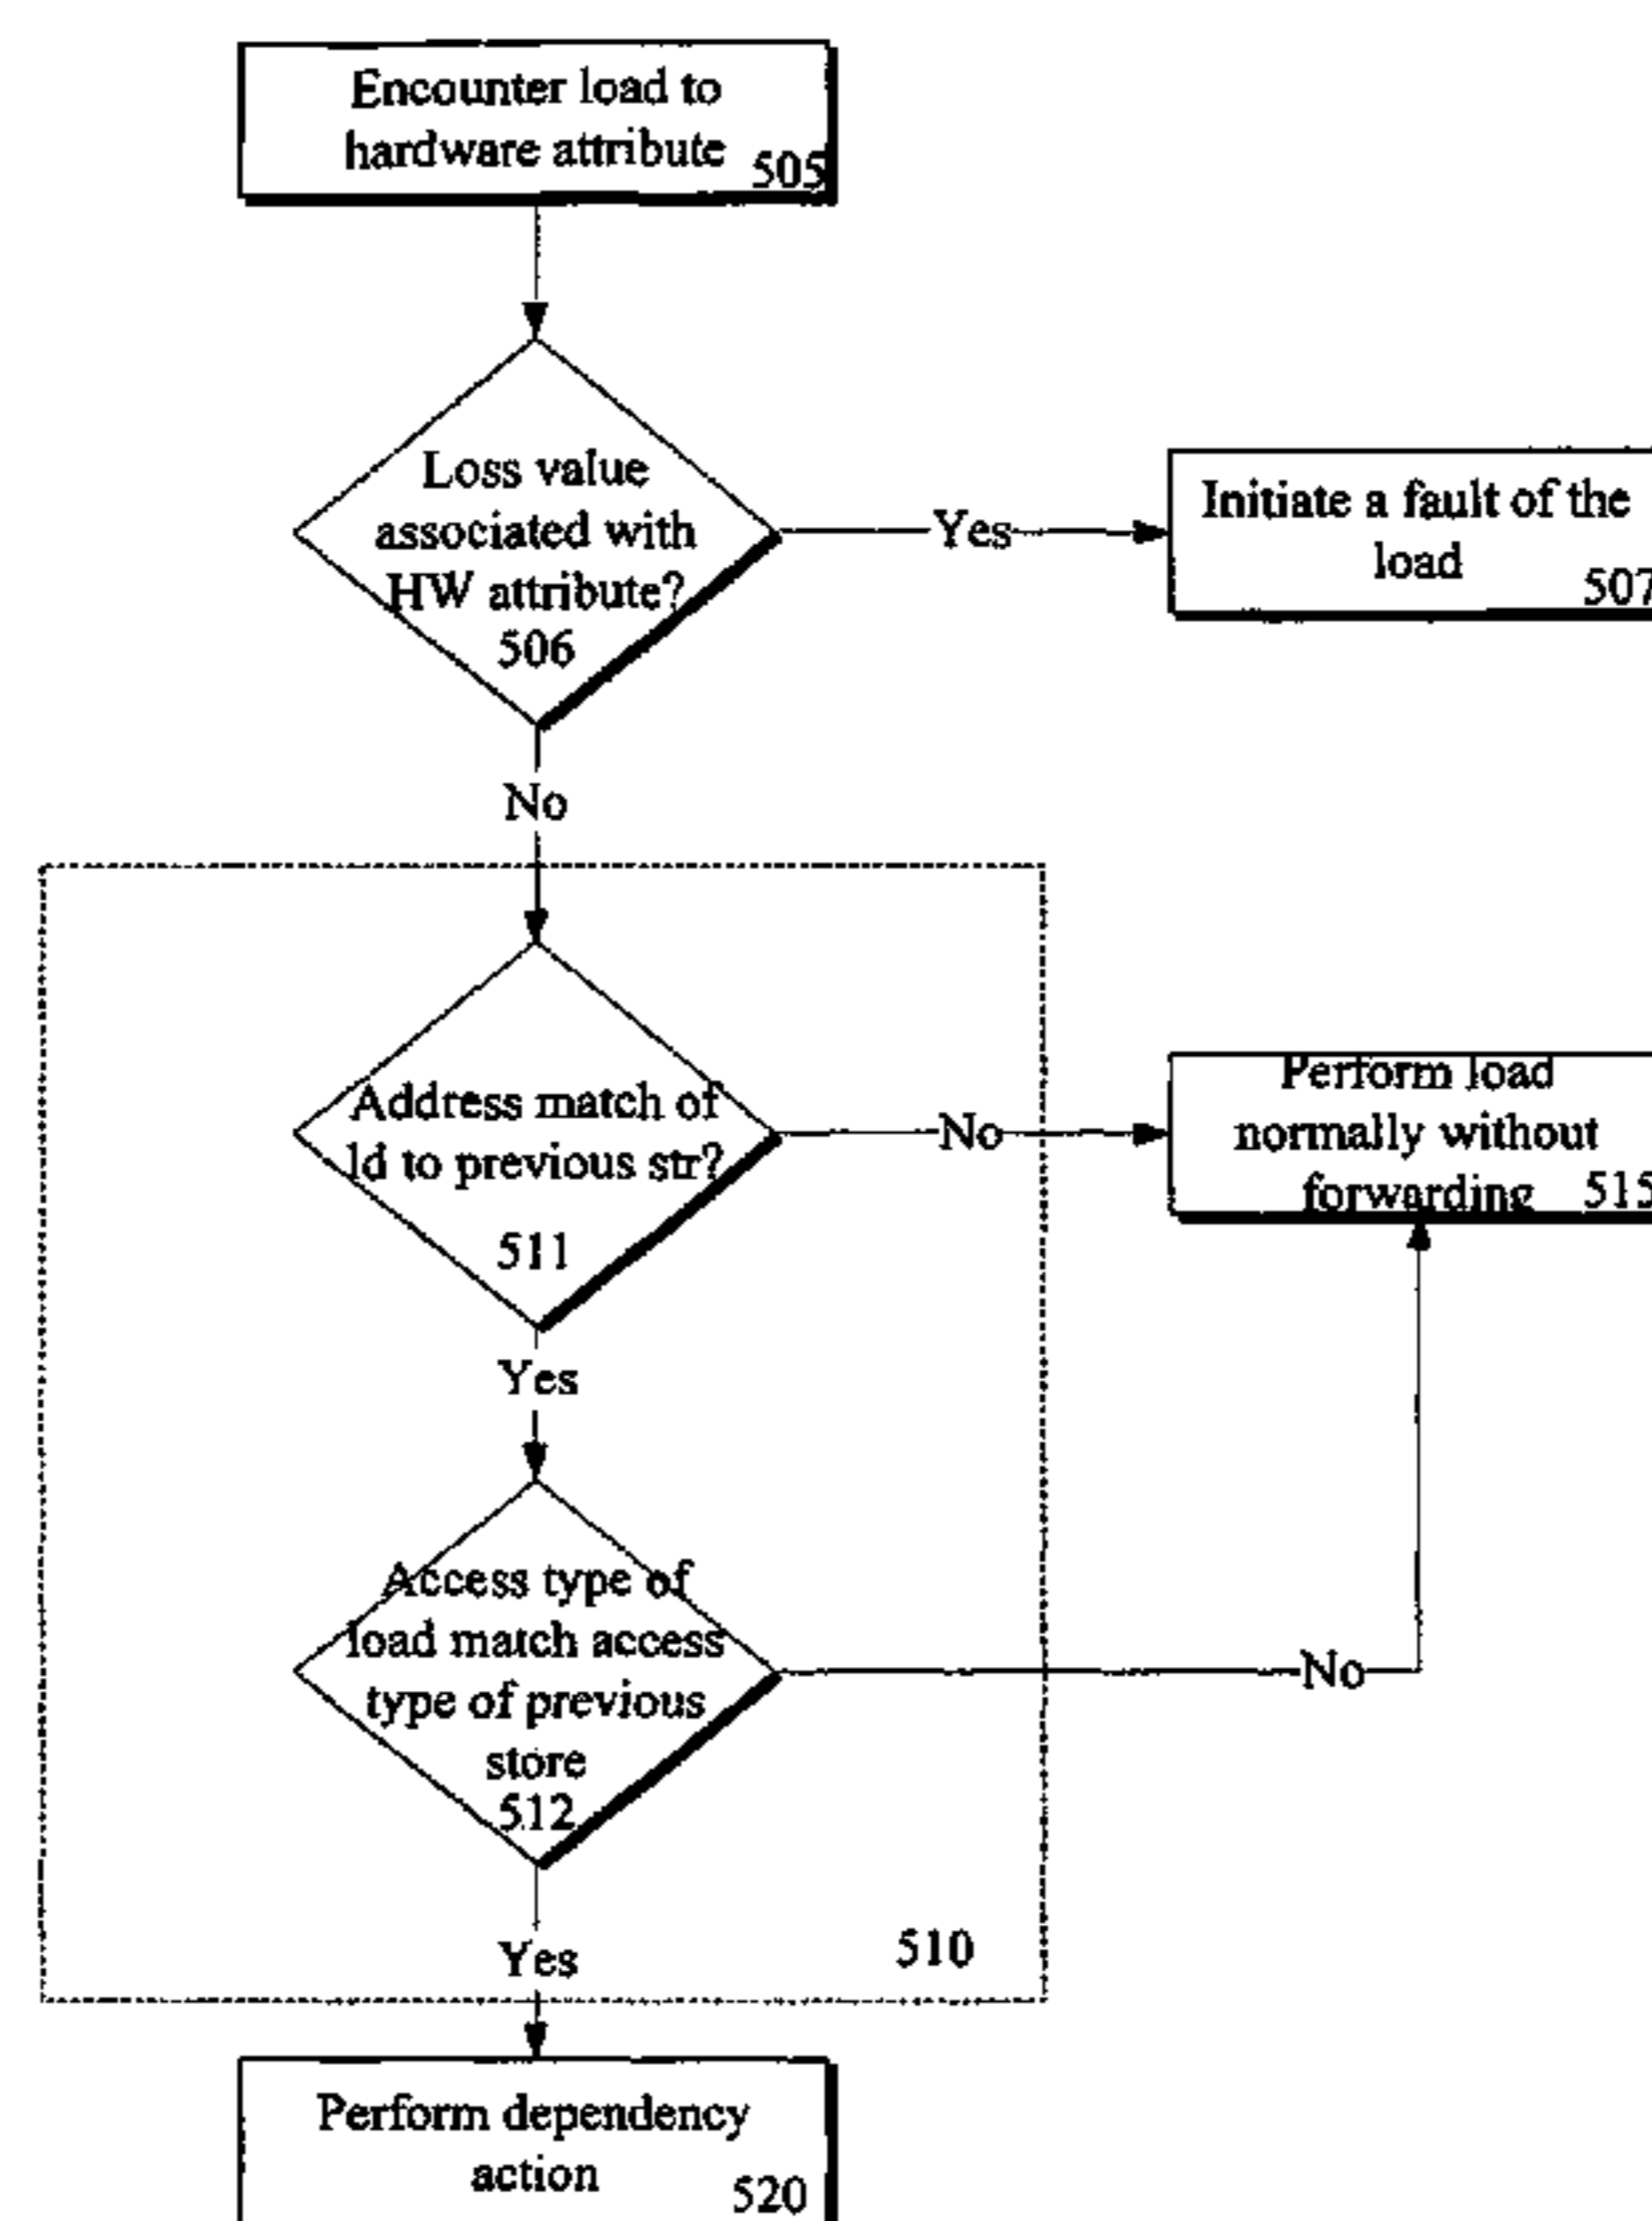 Encounter load to
hardware attribute
505
Loss value
associated with
HW attribute?
506
Yes
Initiate a fault of the
load
507
No
Address match of
ld to previous str?
511
No
Perform load
normally without
forwarding
515
Yes
Access type of
load match access
type of previous
store
512
No
Yes
510
Perform dependency
action
520